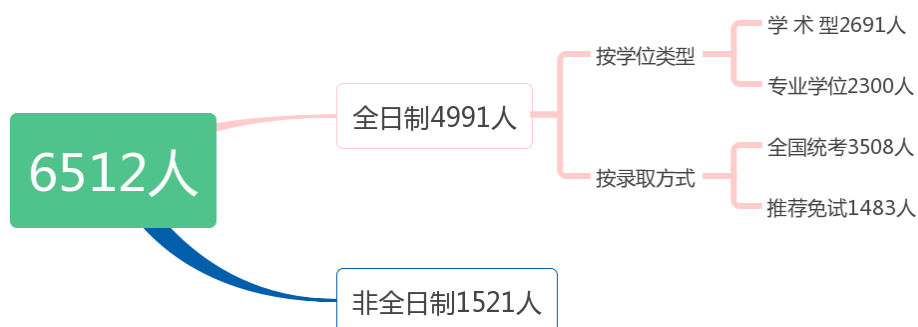 6512人
全日制4991人
按学位类型
学 术 型2691人
专业学位2300人
按录取方式
全国统考3508人
推荐免试1483人
非全日制1521人